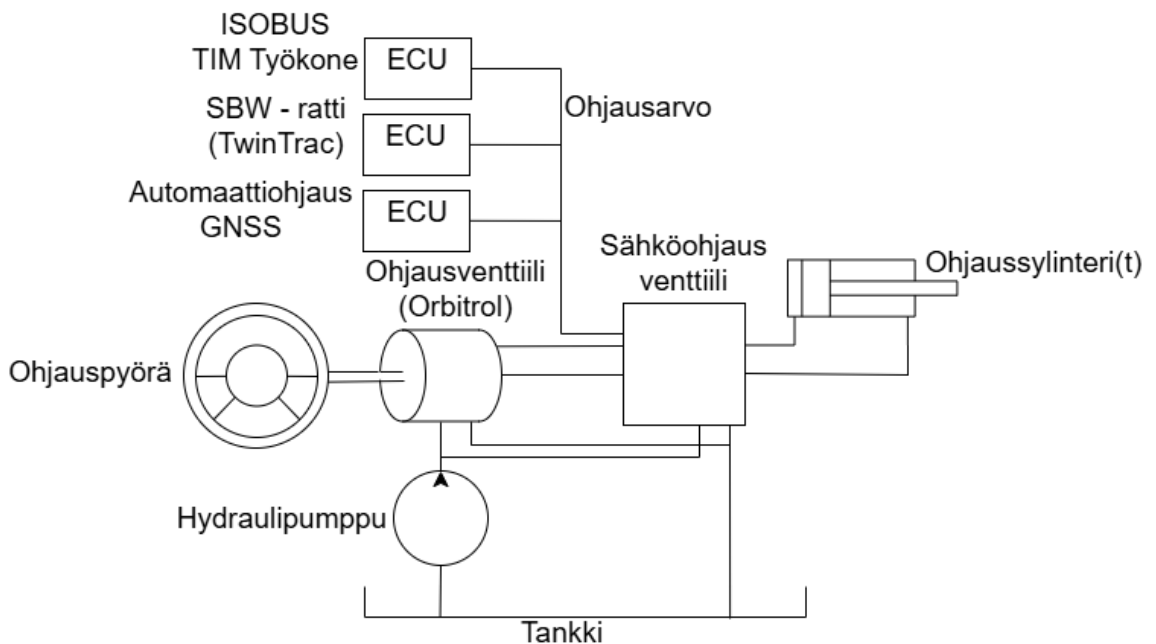 ISOBUS
TIM Työkone
ECU
SBW - ratti
(TwinTrac)
ECU
Ohjausarvo
Automaattiohjaus
GNSS
ECU
Ohjausventtiili
(Orbitrol)
Sähköohjaus
venttiili
Ohjaussylinteri(t)
Ohjauspyörä
Hydraulipumppu
Tankki